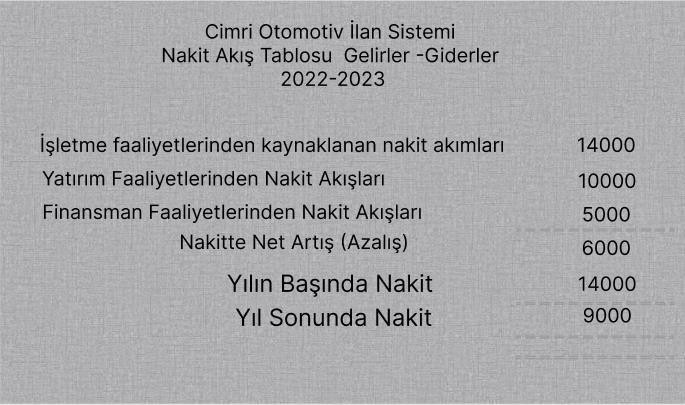 Cimri Otomotiv İlan Sistemi
Nakit Akış Tablosu Gelirler -Giderler
2022-2023
İşletme faaliyetlerinden kaynaklanan nakit akımları 14000
Yatırım Faaliyetlerinden Nakit Akışları 10000
Finansman Faaliyetlerinden Nakit Akışları 5000
Nakitte Net Artış (Azalış) 6000
Yılın Başında Nakit 14000
Yıl Sonunda Nakit 9000